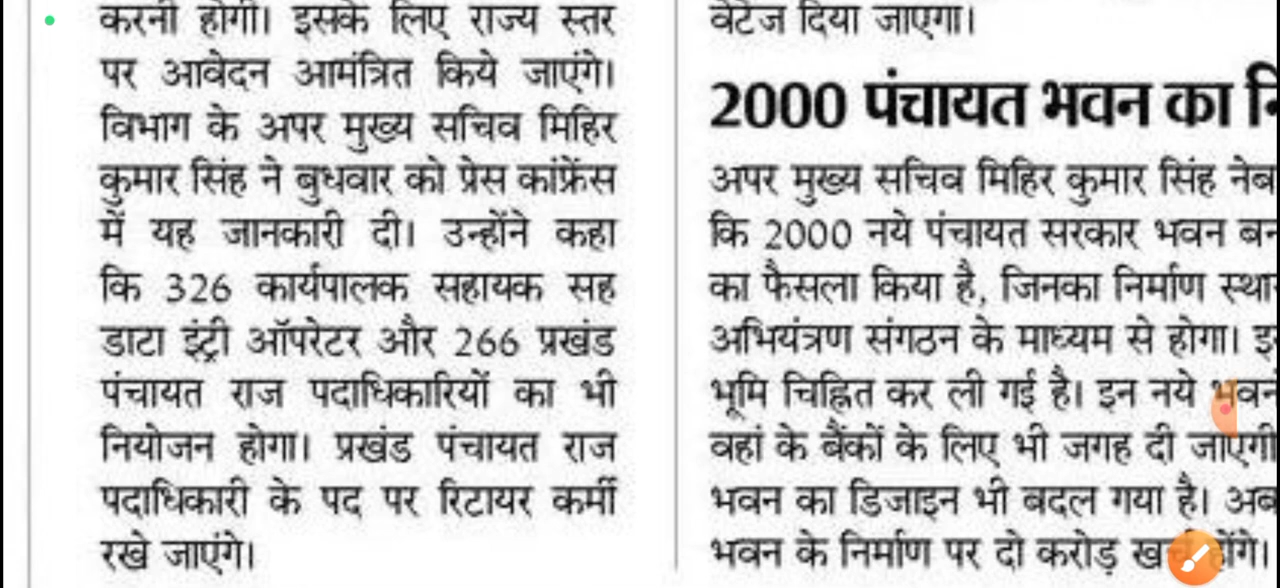 करनी होगी। इसके लिए राज्य स्तर
पर आवेदन आमंत्रित किये जाएंगे।
विभाग के अपर मुख्य सचिव मिहिर
कुमार सिंह ने बुधवार को प्रेस कांफ्रेंस
में यह जानकारी दी। उन्होंने कहा
कि 326 कार्यपालक सहायक सह
डाटा इंट्री ऑपरेटर और 266 प्रखंड
पंचायत राज पदाधिकारियों का भी
नियोजन होगा। प्रखंड पंचायत राज
पदाधिकारी के पद पर रिटायर कर्मी
रखे जाएंगे।
वेटेज दिया जाएगा।
2000 पंचायत भवन का
अपर मुख्य सचिव मिहिर कुमार सिंह ने
कि 2000 नये पंचायत सरकार भवन
का फैसला किया है, जिनका निर्माण
अभियंत्रण संगठन के माध्यम से होगा।
भूमि चिह्नित कर ली गई है। इन नये
वहां के बैंकों के लिए भी जगह दी जाएगी
भवन का डिजाइन भी बदल गया है। अब
भवन के निर्माण पर दो करोड़ होंगे।